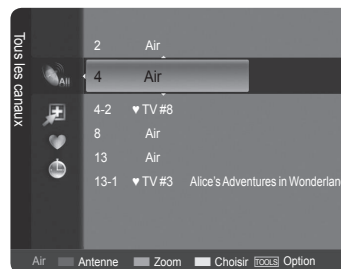 Tous les canaux
2 Air
All
4 Air
4-2 ♥ TV #8
8 Air
13 Air
13-1 ♥ TV #3 Alice's Adventures in Wonderlan
Air Antenne Zoom Choisir TOOLS Option